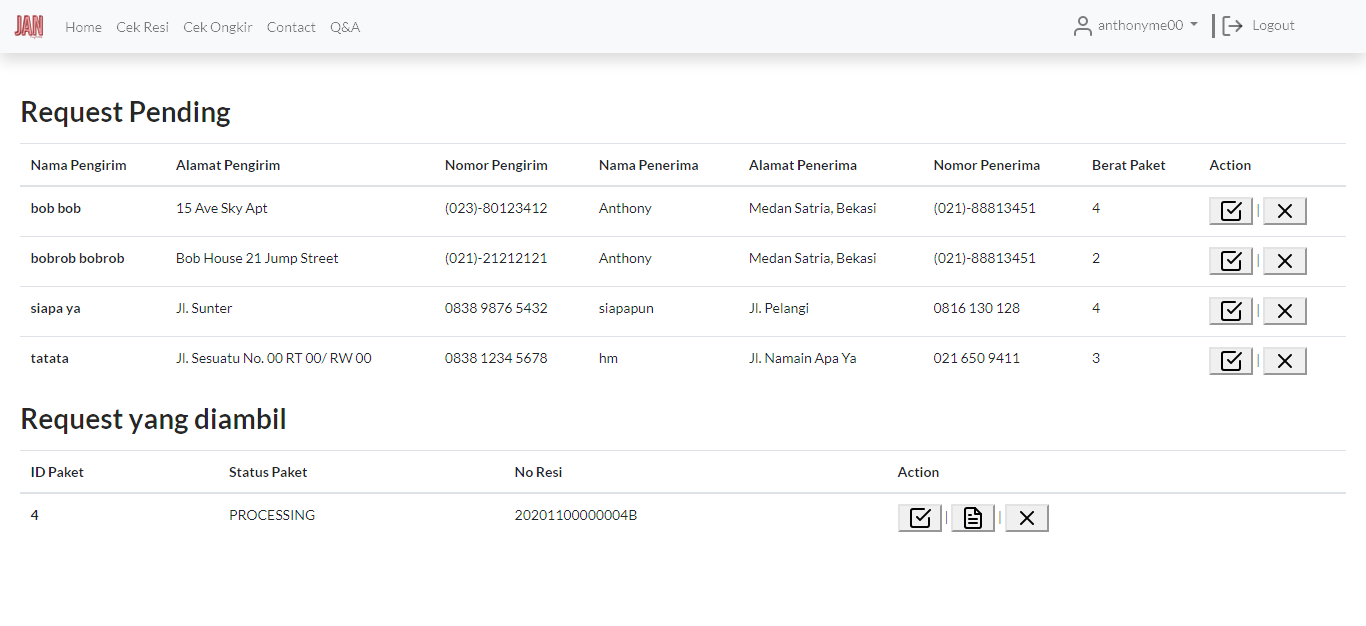 JAN Home Cek Resi Cek Ongkir Contact Q&A anthonyme00 Logout
Request Pending
Nama Pengirim Alamat Pengirim Nomor Pengirim Nama Penerima Alamat Penerima Nomor Penerima Berat Paket Action
bob bob 15 Ave Sky Apt (023)-80123412 Anthony Medan Satria, Bekasi (021)-88813451 4 |
bobrob bobrob Bob House 21 Jump Street (021)-21212121 Anthony Medan Satria, Bekasi (021)-88813451 2 |
siapa ya Jl. Sunter 0838 9876 5432 siapapun Jl. Pelangi 0816 130 128 4 |
tatata Jl. Sesuatu No. 00 RT 00/ RW 00 0838 1234 5678 hm Jl. Namain Apa Ya 021 650 9411 3 |
Request yang diambil
ID Paket Status Paket No Resi Action
4 PROCESSING 20201100000004B | |